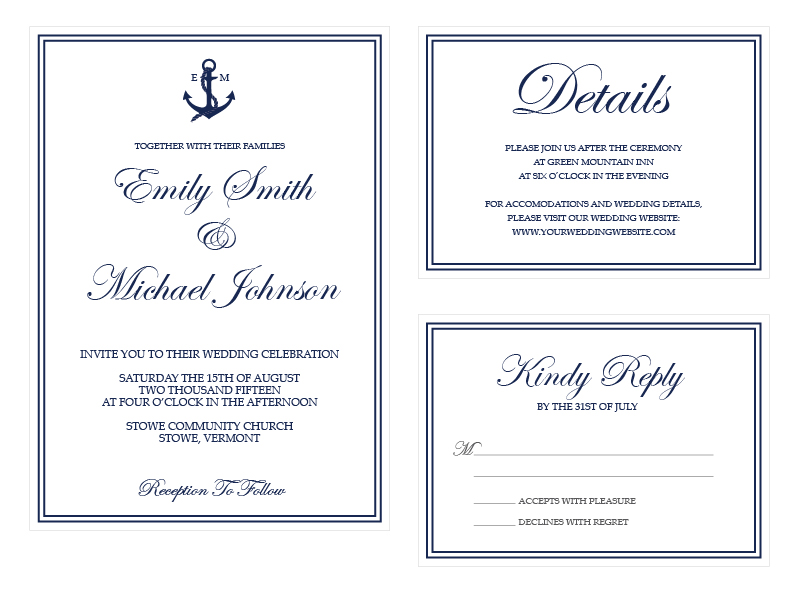 E M
TOGETHER WITH THEIR FAMILIES
Emily Smith
&
Michael Johnson
INVITE YOU TO THEIR WEDDING CELEBRATION
SATURDAY THE 15TH OF AUGUST
TWO THOUSAND FIFTEEN
AT FOUR O'CLOCK IN THE AFTERNOON
STOWE COMMUNITY CHURCH
STOWE, VERMONT
Reception To Follow
Details
PLEASE JOIN US AFTER THE CEREMONY
AT GREEN MOUNTAIN INN
AT SIX O'CLOCK IN THE EVENING
FOR ACCOMODATIONS AND WEDDING DETAILS,
PLEASE VISIT OUR WEDDING WEBSITE:
WWW.YOURWEDDINGWEBSITE.COM
Kindy Reply
BY THE 31ST OF JULY
M
ACCEPTS WITH PLEASURE
DECLINES WITH REGRET